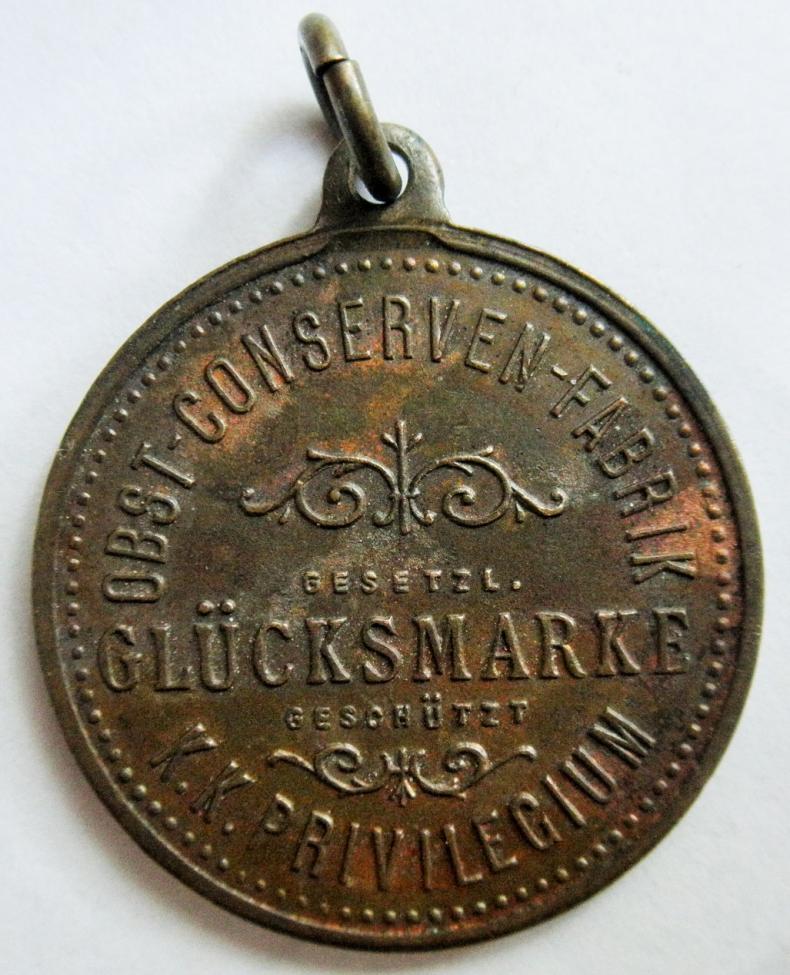 OBST-CONSERVEN-FABRIK
GESETZL.
GLÜCKSMARKE
GESCHÜTZT
K.K. PRIVILEGIUM